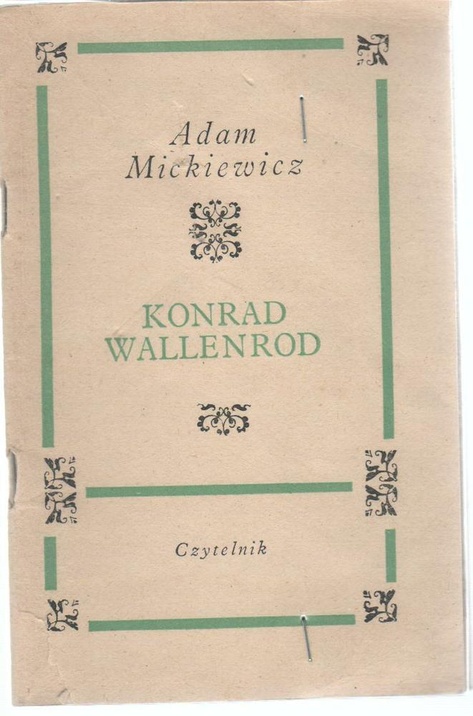 Adam
Mickiewicz
KONRAD
WALLENROD
Czytelnik